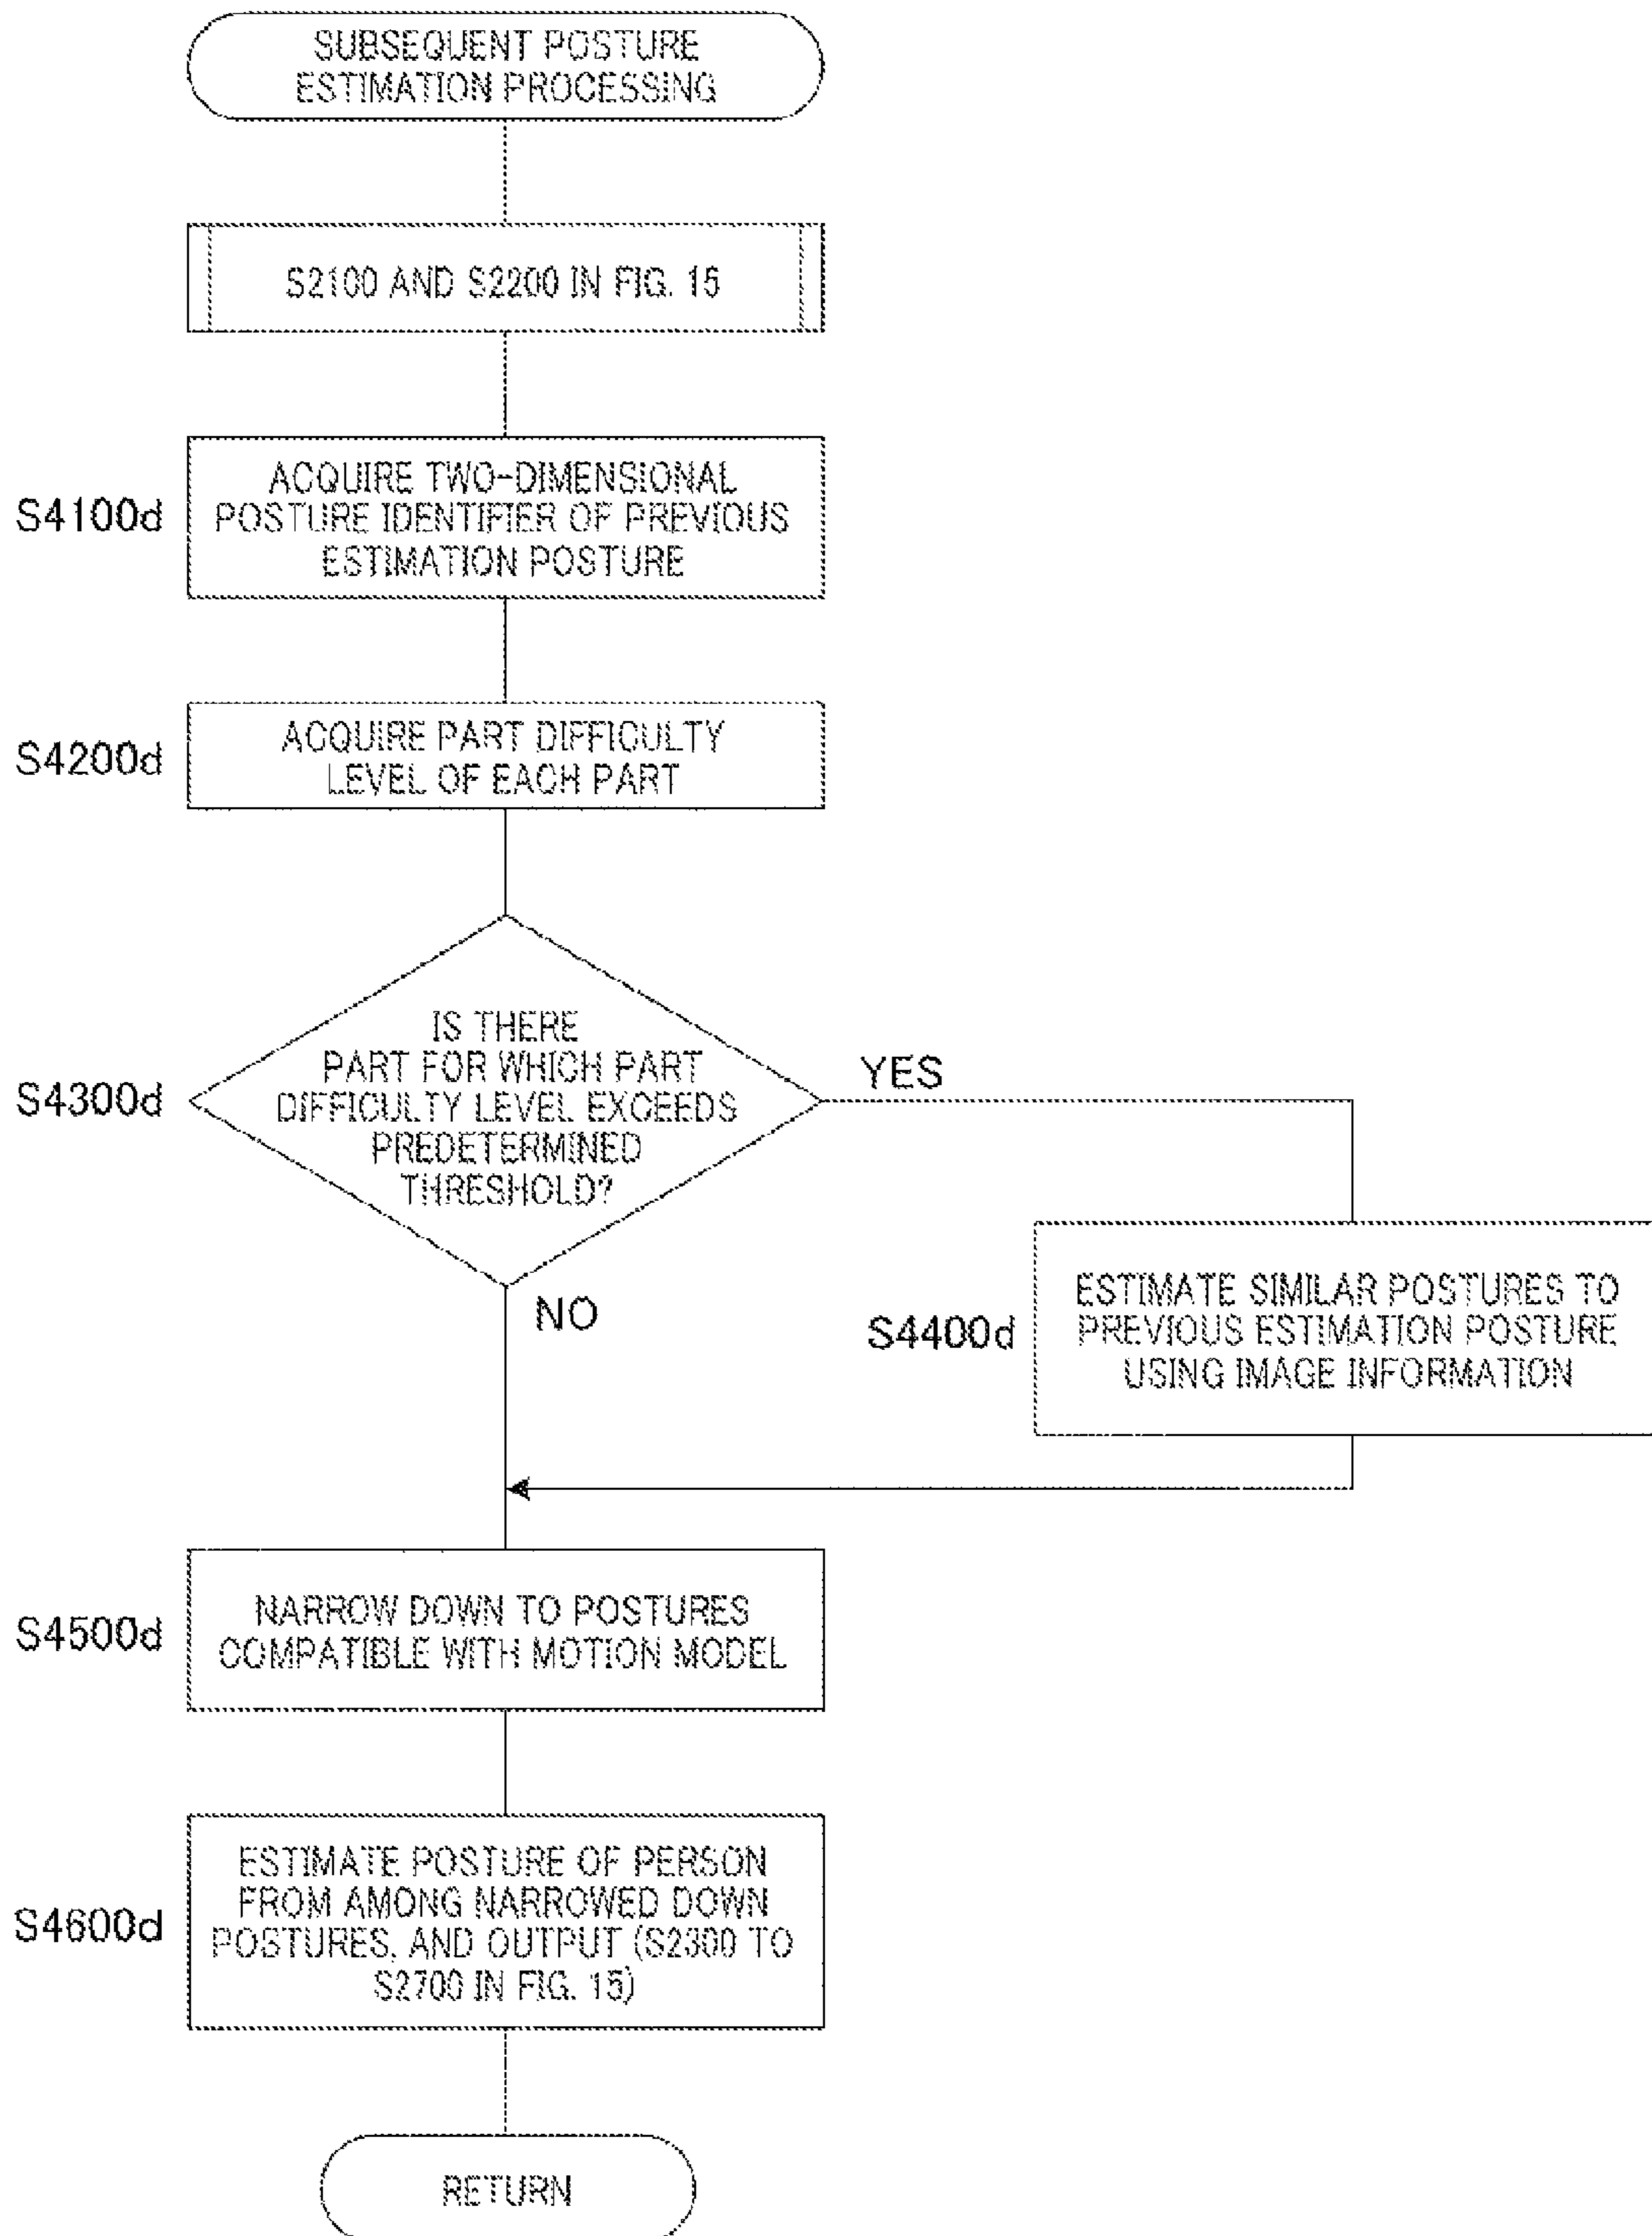 SUBSEQUENT POSTURE
ESTIMATION PROCESSING
S2100 AND S2200 IN FIG. 15
S4100d
ACQUIRE TWO-DIMENSIONAL
POSTURE IDENTIFIER OF PREVIOUS
ESTIMATION POSTURE
S4200d
ACQUIRE PART DIFFICULTY
LEVEL OF EACH PART
S4300d
IS THERE
PART FOR WHICH PART
DIFFICULTY LEVEL EXCEEDS
PREDETERMINED
THRESHOLD?
YES
NO
S4400d
ESTIMATE SIMILAR POSTURES TO
PREVIOUS ESTIMATION POSTURE
USING IMAGE INFORMATION
S4500d
NARROW DOWN TO POSTURES
COMPATIBLE WITH MOTION MODEL
S4600d
ESTIMATE POSTURE OF PERSON
FROM AMONG NARROWED DOWN
POSTURES, AND OUTPUT (S2300 TO
S2700 IN FIG. 15)
RETURN